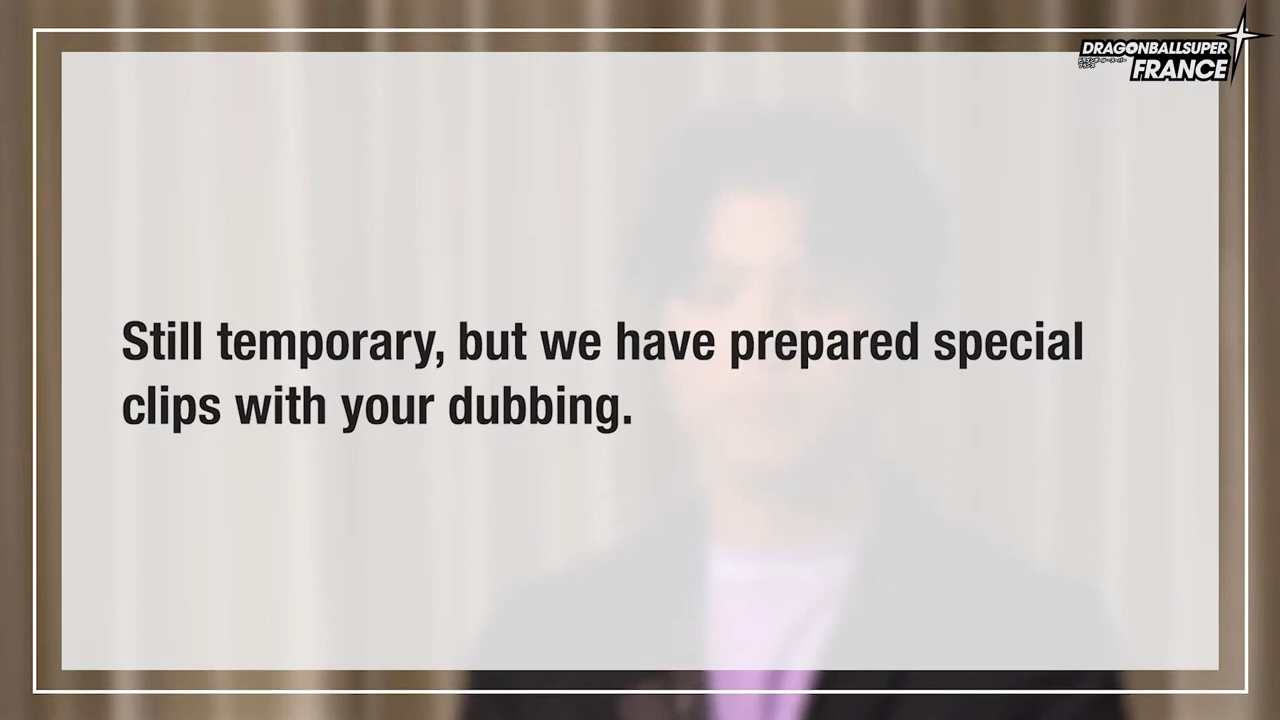 DRAGONBALLSUPER
FRANCE
Still temporary, but we have prepared special
clips with your dubbing.